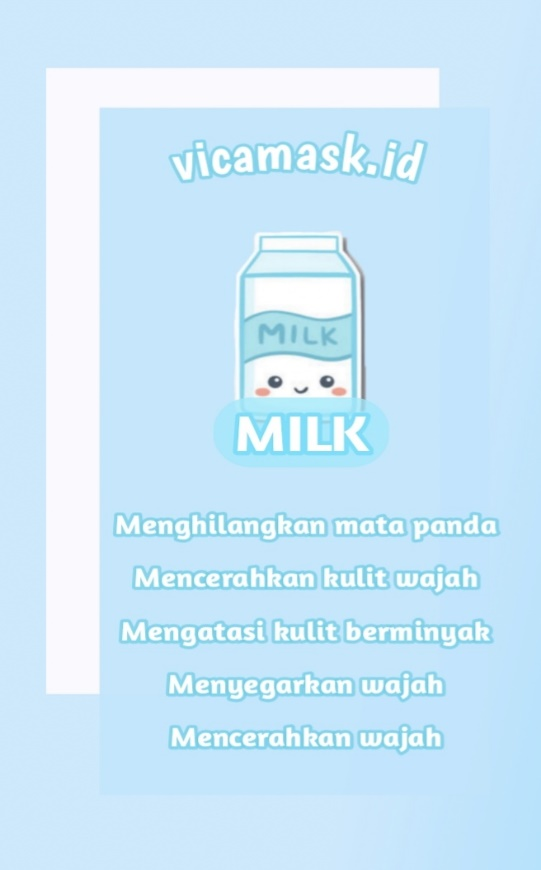 vicamask.id
MILK
MILK
Menghilangkan mata panda
Mencerahkan kulit wajah
Mengatasi kulit berminyak
Menyegarkan wajah
Mencerahkan wajah